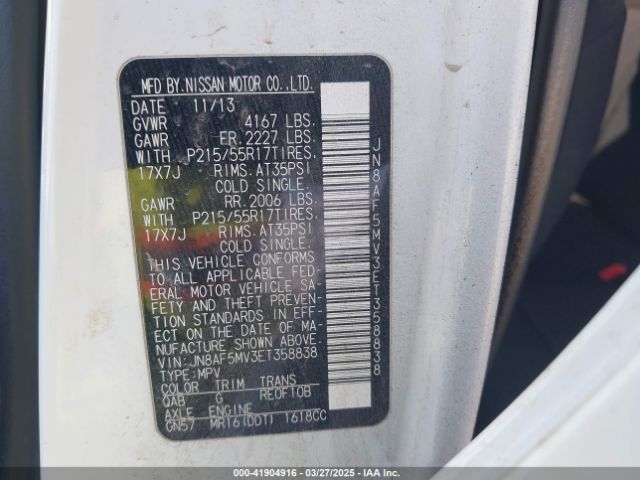 MFD BY NISSAN MOTOR CO., LTD.
DATE 11/13
GVWR 4167 LBS.
GAWR FR. 2227 LBS.
WITH P215/55R17TIRES.
17X7J RIMS. AT35PSI
COLD SINGLE.
GAWR RR. 2006 LBS.
WITH P215/55R17TIRES.
17X7J RIMS. AT35PSI
COLD SINGLE.
THIS VEHICLE CONFORMS
TO ALL APPLICABLE FED-
ERAL MOTOR VEHICLE SA-
FETY AND THEFT PREVEN-
TION STANDARDS IN EFF-
ECT ON THE DATE OF MA-
NUFACTURE SHOWN ABOVE.
VIN: JN8AF5MV3ET358838
TYPE: MPV
COLOR TRIM TRANS
QAB G RE0F10B
AXLE ENGINE
GN57 MR16(DDT) 1618CC
JN8AF5MV3ET358838
000-41904916 - 03/27/2025 - IAA, Inc.